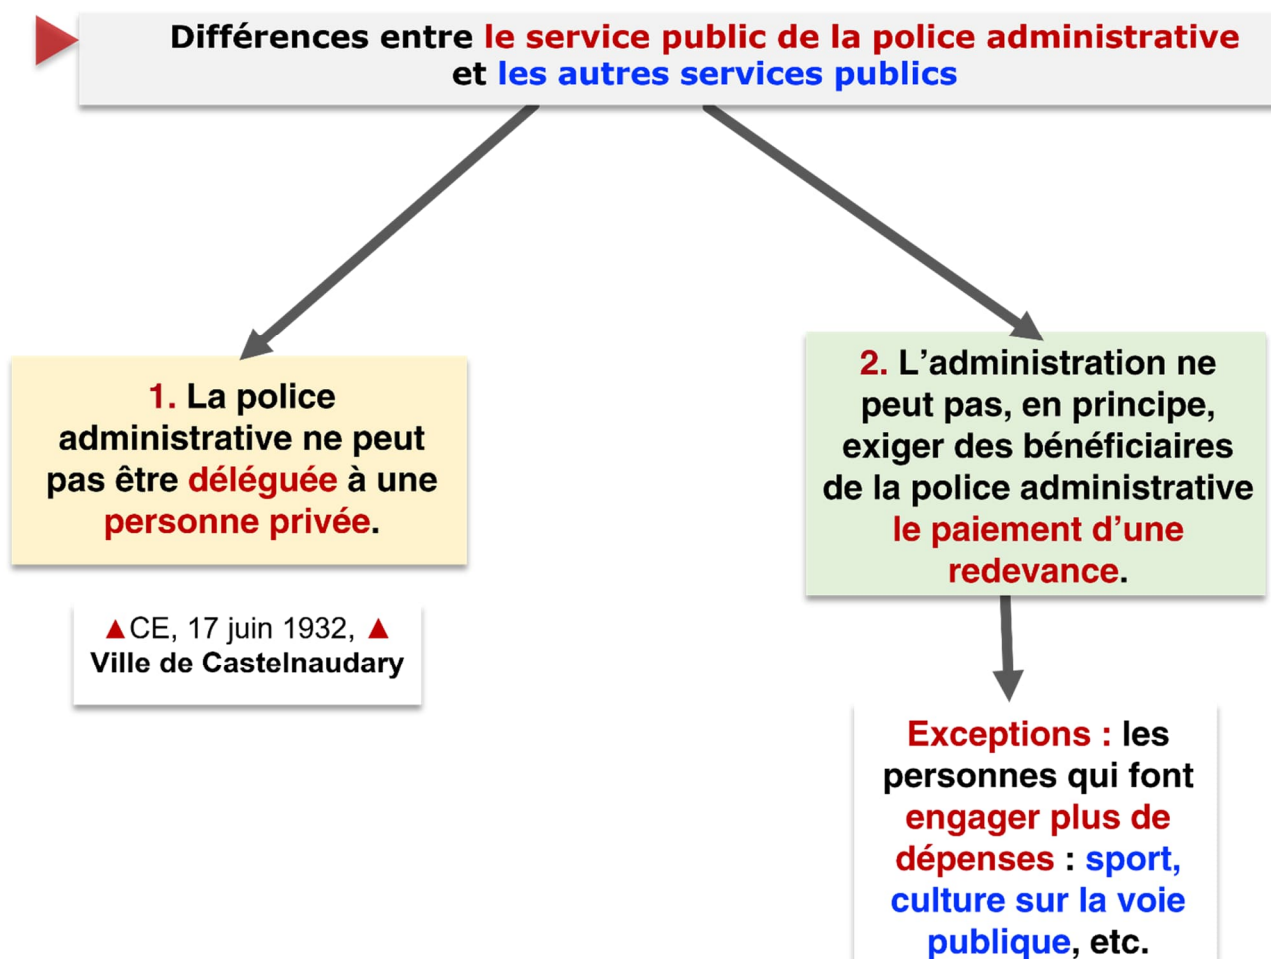 Différences entre le service public de la police administrative
et les autres services publics
1. La police
administrative ne peut
pas être déléguée à une
personne privée.
▲CE, 17 juin 1932, ▲
Ville de Castelnaudary
2. L’administration ne
peut pas, en principe,
exiger des bénéficiaires
de la police administrative
le paiement d’une
redevance.
Exceptions : les
personnes qui font
engager plus de
dépenses : sport,
culture sur la voie
publique, etc.